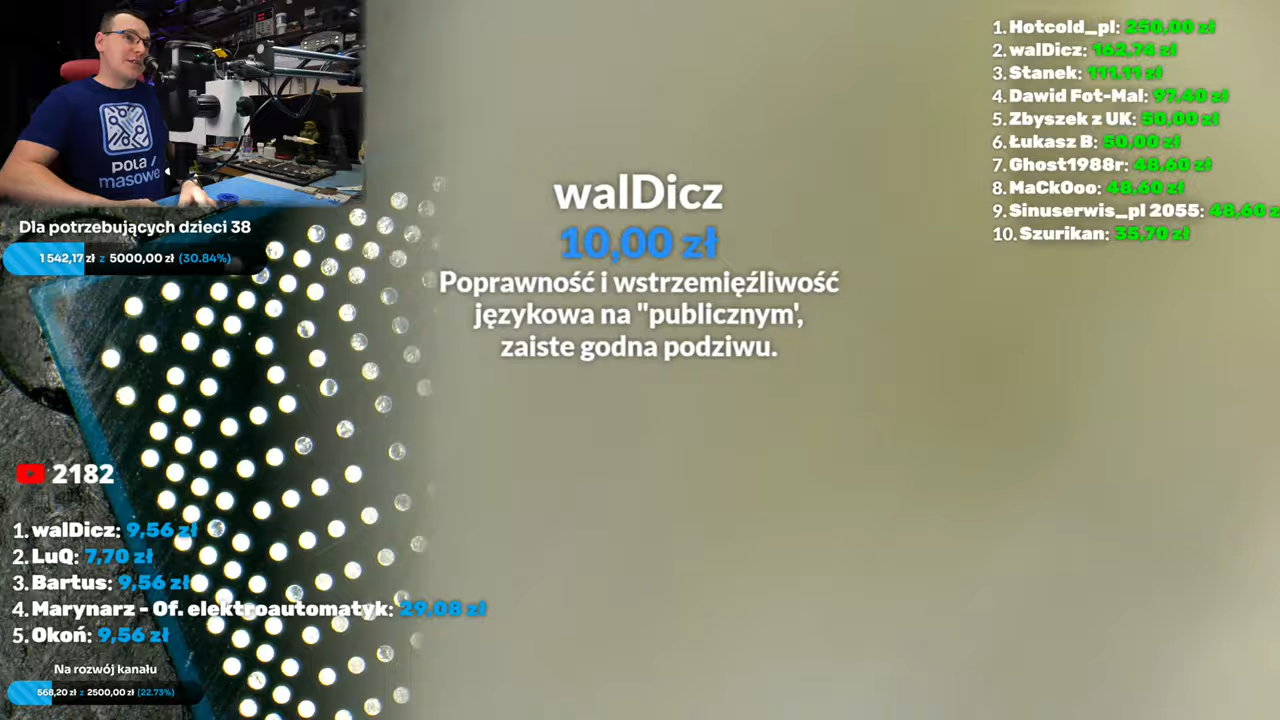 POLA /
MASOWE
Dla potrzebujących dzieci 38
1 542,17 zł z 5000,00 zł (30.84%)
walDicz
10,00 zł
Poprawność i wstrzemięźliwość
językowa na "publicznym',
zaiste godna podziwu.
1. Hotcold_pl: 250,00 zł
2. walDicz: 162,74 zł
3. Stanek: 111,11 zł
4. Dawid Fot-Mal: 97,40 zł
5. Zbyszek z UK: 50,00 zł
6. Łukasz B: 50,00 zł
7. Ghost1988r: 48,60 zł
8. MaCkOoo: 48,60 zł
9. Sinuserwis_pl 2055: 48,60 z
10. Szurikan: 35,70 zł
2182
1. walDicz: 9,56 zł
2. LuQ: 7,70 zł
3. Bartus: 9,56 zł
4. Marynarz - Of. elektroautomatyk: 29,08 zł
5. Okoń: 9,56 zł
Na rozwój kanału
568,20 zł z 2500,00 zł (22.73%)